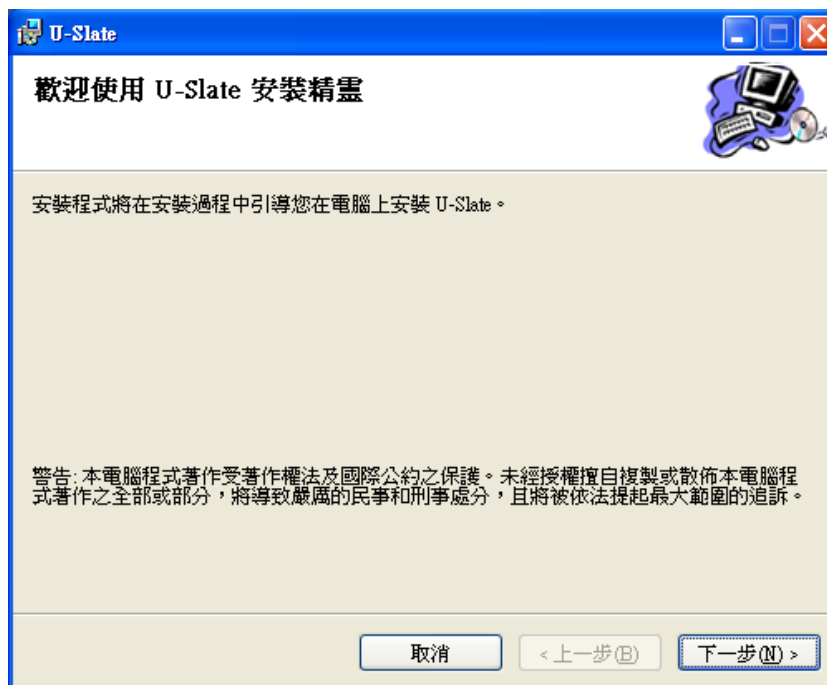 U-Slate
歡迎使用 U-Slate 安裝精靈
安裝程式將在安裝過程中引導您在電腦上安裝 U-Slate。
警告: 本電腦程式著作受著作權法及國際公約之保護。未經授權擅自複製或散佈本電腦程
式著作之全部或部分，將導致嚴厲的民事和刑事處分，且將被依法提起最大範圍的追訴。
取消 <上一步(B) 下一步(N) >